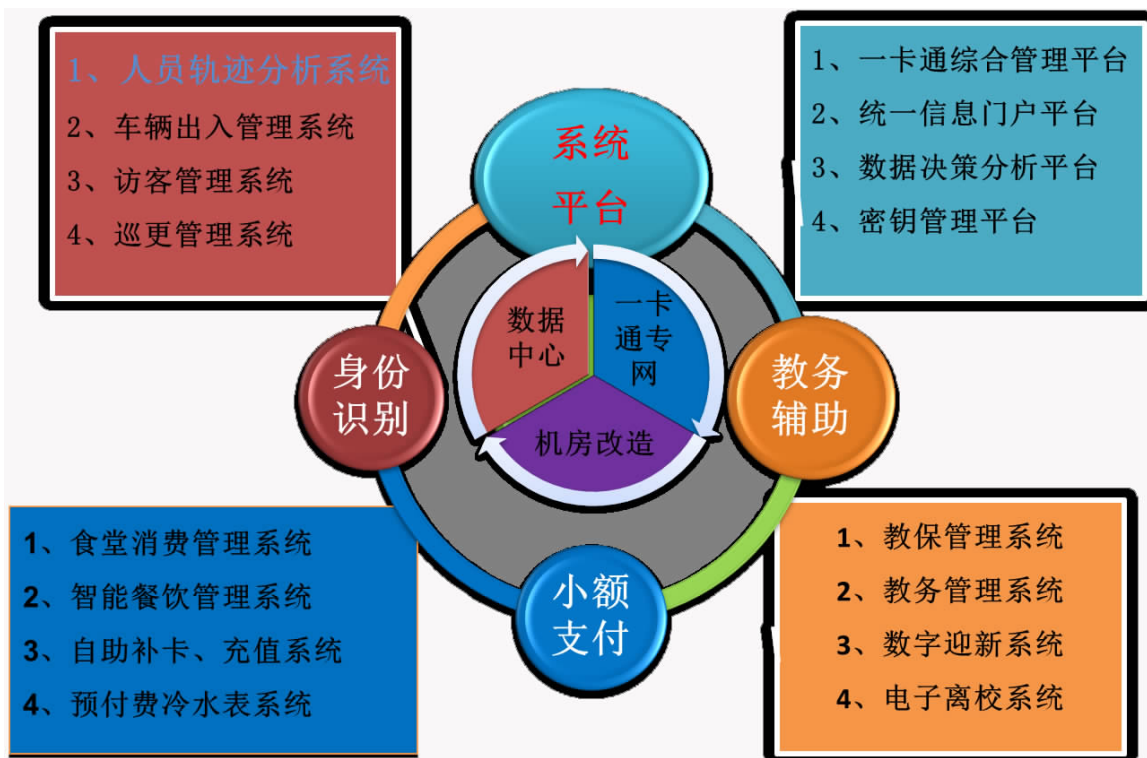 1、人员轨迹分析系统
2、车辆出入管理系统
3、访客管理系统
4、巡更管理系统
系统
平台
1、一卡通综合管理平台
2、统一信息门户平台
3、数据决策分析平台
4、密钥管理平台
身份
识别
数据
中心
一卡
通专
网
机房改造
教务
辅助
1、食堂消费管理系统
2、智能餐饮管理系统
3、自助补卡、充值系统
4、预付费冷水表系统
小额
支付
1、教保管理系统
2、教务管理系统
3、数字迎新系统
4、电子离校系统